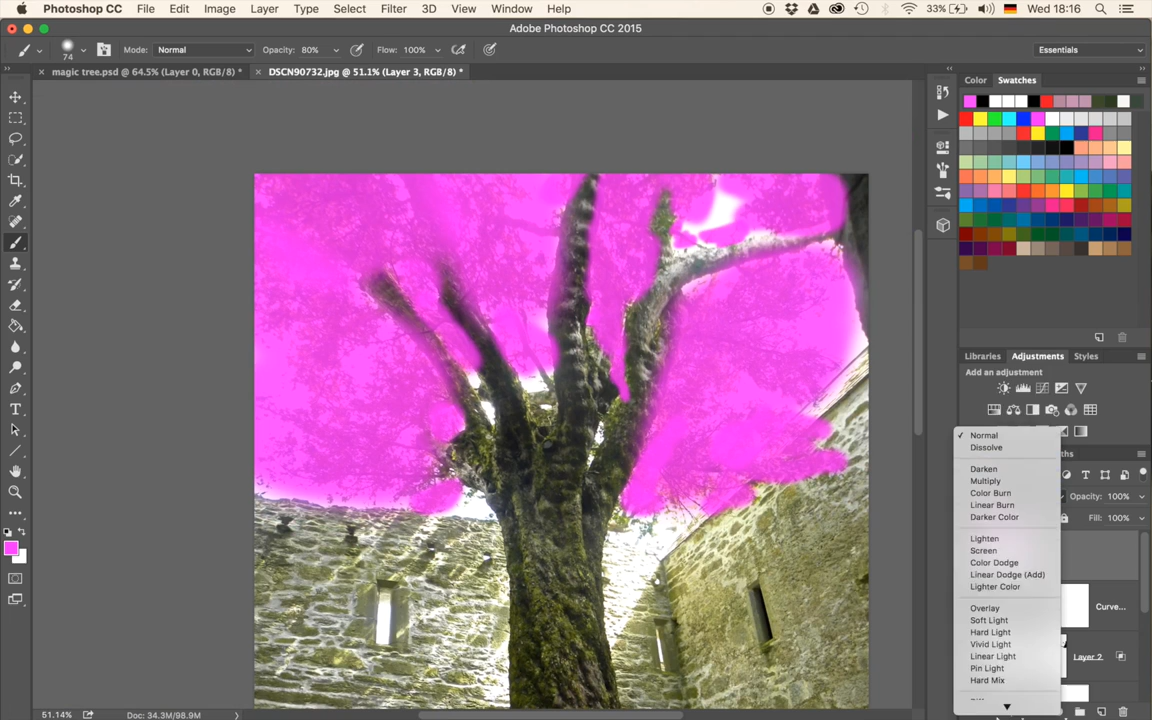 Photoshop CC File Edit Image Layer Type Select Filter 3D View Window Help 33% Wed 18:16
Adobe Photoshop CC 2015
74 Mode: Normal Opacity: 80% Flow: 100% Essentials
magic tree.psd @ 64.5% (Layer 0, RGB/8) * DSCN90732.jpg @ 51.1% (Layer 3, RGB/8) *
Color Swatches
Libraries Adjustments Styles
Add an adjustment
Normal
Dissolve
Darken
Multiply
Color Burn
Linear Burn
Darker Color
Lighten
Screen
Color Dodge
Linear Dodge (Add)
Lighter Color
Overlay
Soft Light
Hard Light
Vivid Light
Linear Light
Pin Light
Hard Mix
Opacity: 100%
Fill: 100%
Curve...
Layer 2
51.14% Doc: 34.3M/98.9M